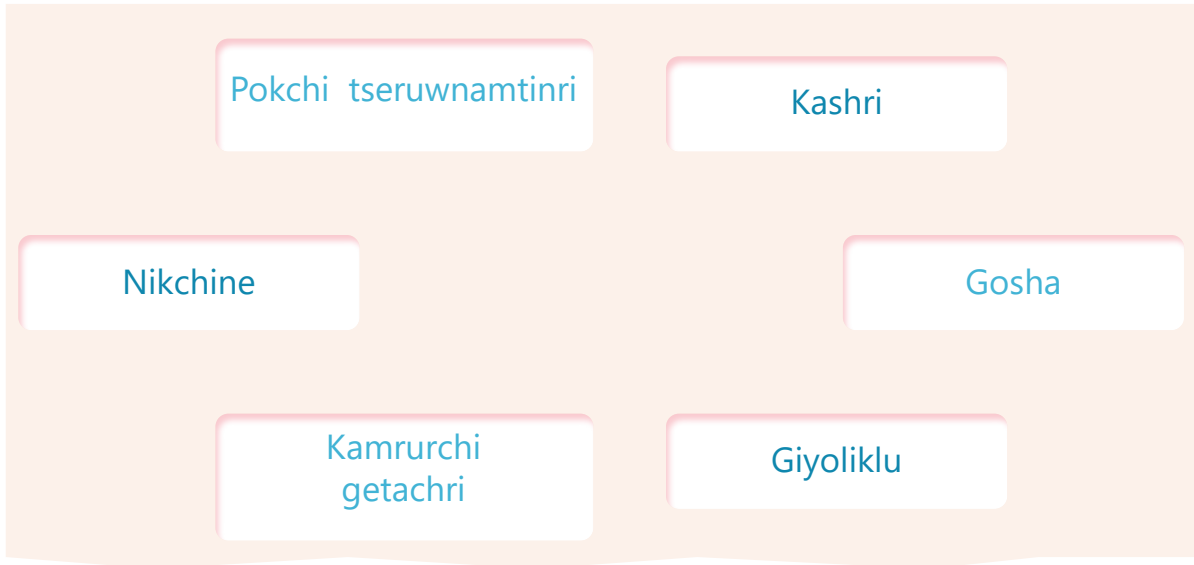 Pokchi tseruwnamtinri
Kashri
Nikchine
Gosha
Kamrurchi
getachri
Giyoliklu